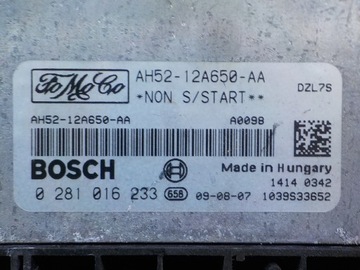 FoMoCo
AH52-12A650-AA
DZL7S
*NON S/START**
AH52-12A650-AA
A009B
BOSCH
Made in Hungary
1414 0342
0 281 016 233 658 09-08-07 1039S33652